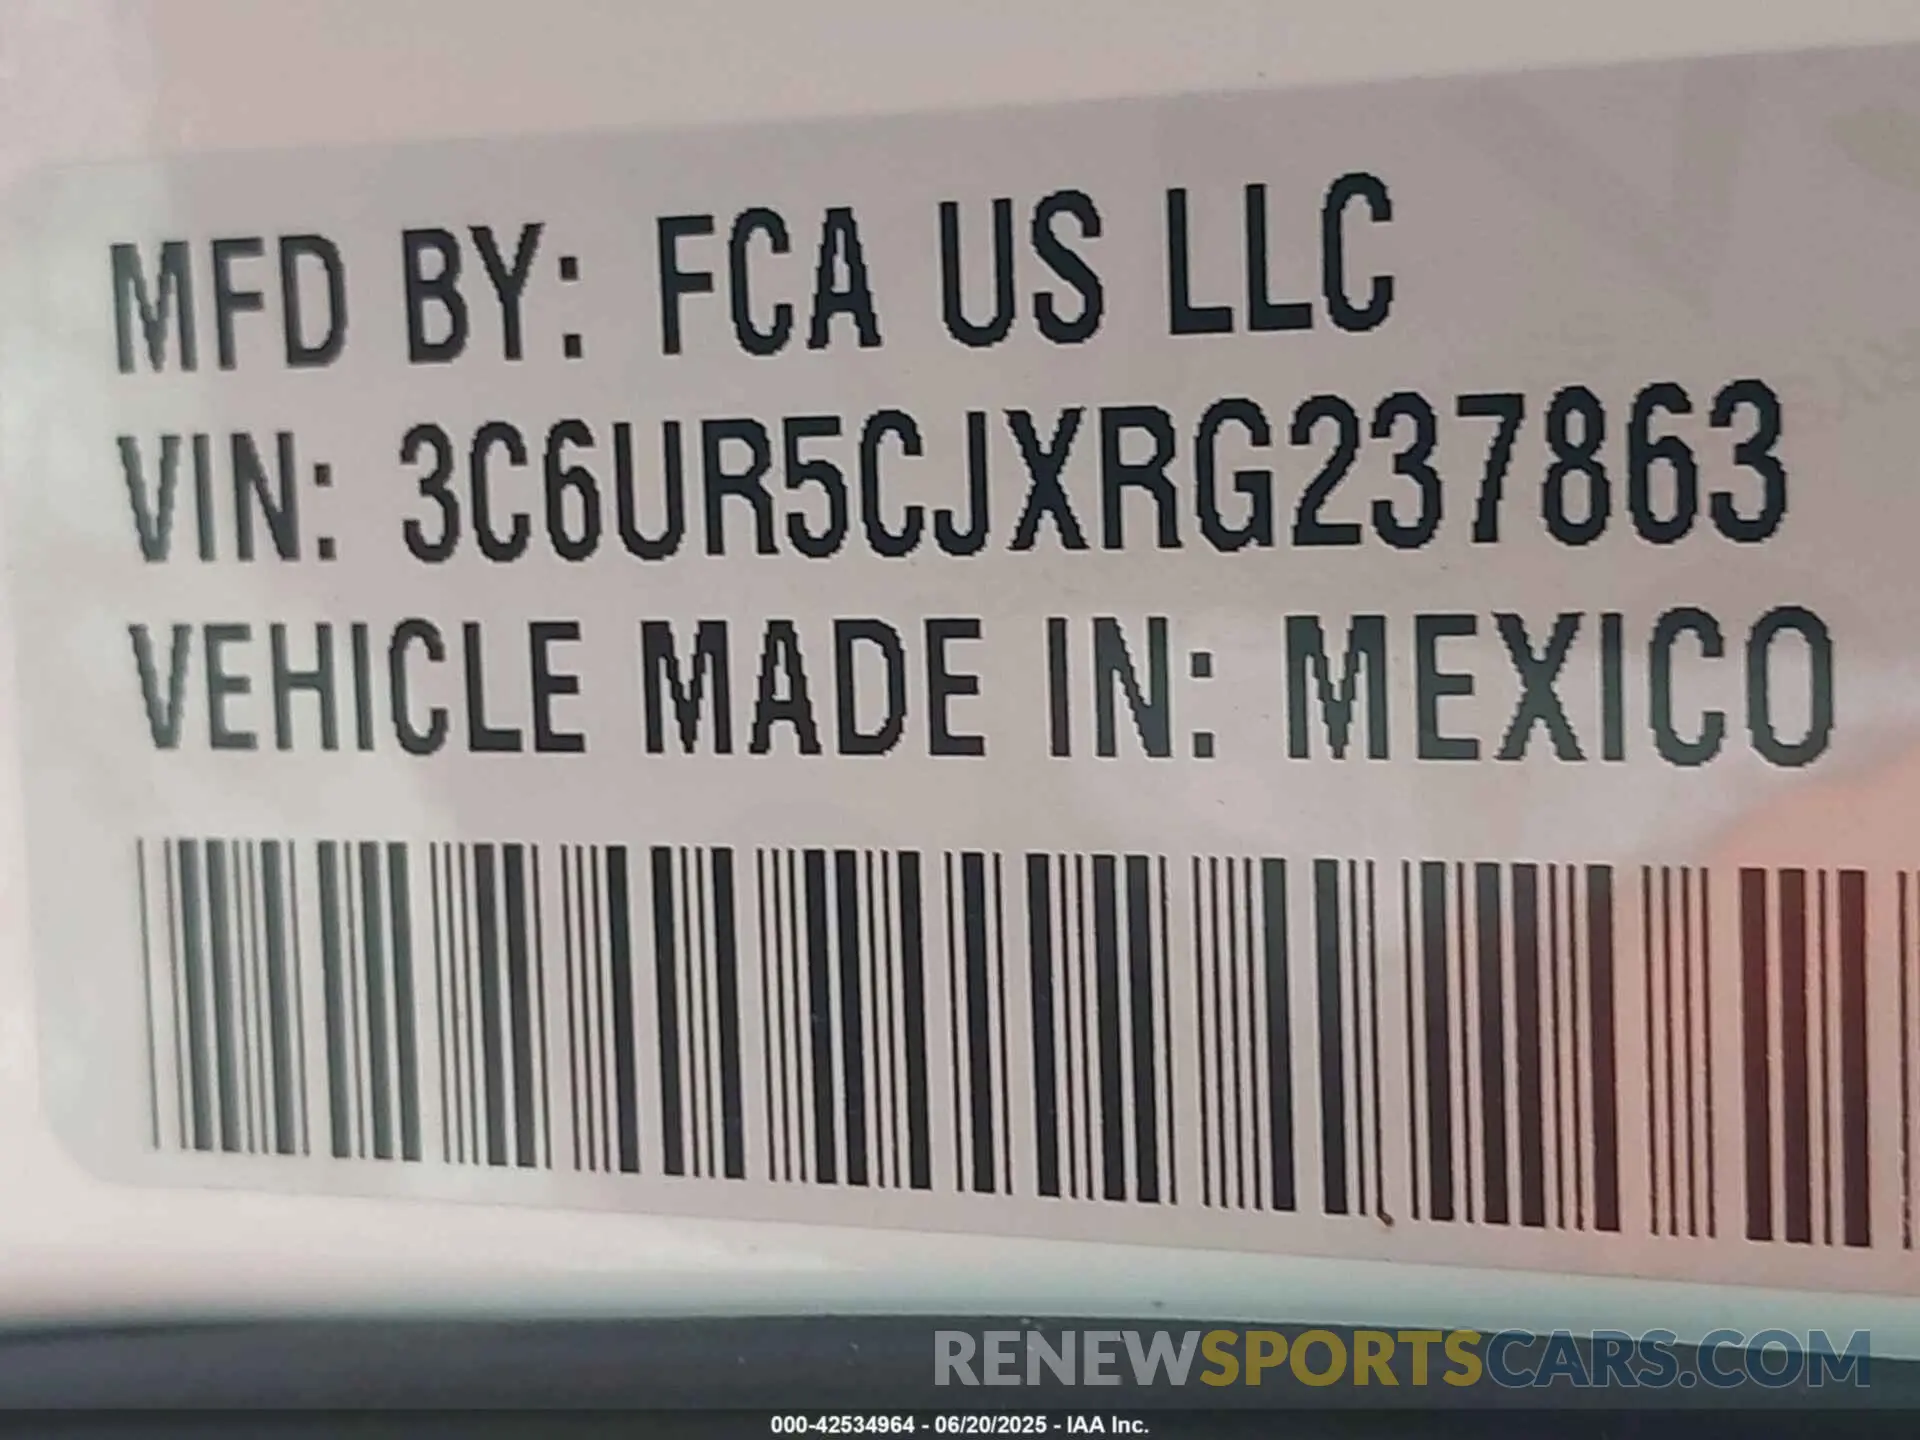 MFD BY: FCA US LLC
VIN: 3C6UR5CJXRG237863
VEHICLE MADE IN: MEXICO
RENEWSPORTSCARS.COM
000-42534964 - 06/20/2025 - IAA Inc.